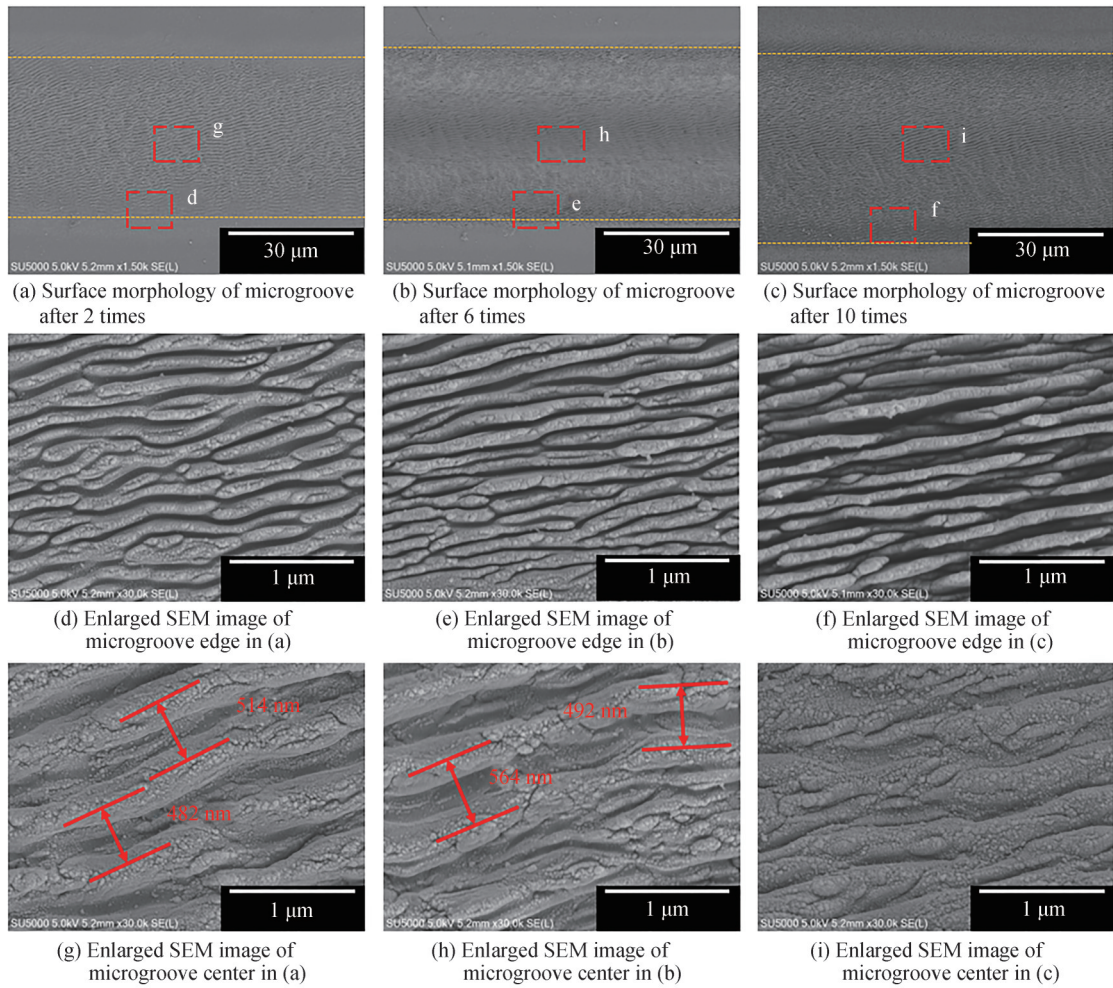 g
d
30 μm
SU5000 5.0kV 5.2mm x1.50k SE(L)
h
e
30 μm
SU5000 5.0kV 5.1mm x1.50k SE(L)
i
f
30 μm
SU5000 5.0kV 5.2mm x1.50k SE(L)
(a) Surface morphology of microgroove
after 2 times
(b) Surface morphology of microgroove
after 6 times
(c) Surface morphology of microgroove
after 10 times
1 μm
SU5000 5.0kV 5.2mm x30.0k SE(L)
1 μm
SU5000 5.0kV 5.2mm x30.0k SE(L)
1 μm
SU5000 5.0kV 5.1mm x30.0k SE(L)
(d) Enlarged SEM image of
microgroove edge in (a)
(e) Enlarged SEM image of
microgroove edge in (b)
(f) Enlarged SEM image of
microgroove edge in (c)
514 nm
482 nm
1 μm
SU5000 5.0kV 5.2mm x30.0k SE(L)
492 nm
564 nm
1 μm
SU5000 5.0kV 5.2mm x30.0k SE(L)
1 μm
SU5000 5.0kV 5.2mm x30.0k SE(L)
(g) Enlarged SEM image of
microgroove center in (a)
(h) Enlarged SEM image of
microgroove center in (b)
(i) Enlarged SEM image of
microgroove center in (c)